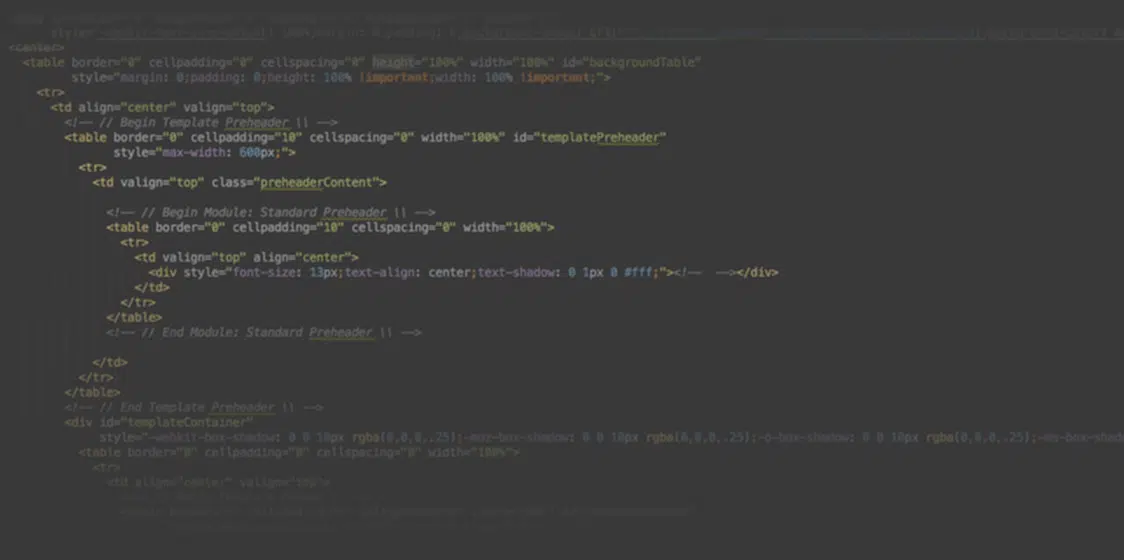 <center>
<table border="0" cellpadding="0" cellspacing="0" height="100%" width="100%" id="backgroundTable"
style="margin: 0;padding: 0;height: 100% !important;width: 100% !important;">
<tr>
<td align="center" valign="top">
<!-- // Begin Template Preheader \\ -->
<table border="0" cellpadding="10" cellspacing="0" width="100%" id="templatePreheader"
style="max-width: 600px;">
<tr>
<td valign="top" class="preheaderContent">
<!-- // Begin Module: Standard Preheader \\ -->
<table border="0" cellpadding="10" cellspacing="0" width="100%">
<tr>
<td valign="top" align="center">
<div style="font-size: 13px;text-align: center;text-shadow: 0 1px 0 #fff;"><!--  --></div>
</td>
</tr>
</table>
<!-- // End Module: Standard Preheader \\ -->
</td>
</tr>
</table>
<!-- // End Template Preheader \\ -->
<div id="templateContainer"
style="-webkit-box-shadow: 0 0 10px rgba(0,0,0,.25);-moz-box-shadow: 0 0 10px rgba(0,0,0,.25);-o-box-shadow: 0 0 10px rgba(0,0,0,.25);-ms-box-shad
<table border="0" cellpadding="0" cellspacing="0" width="100%">
<tr>
<td align="center" valign="top">